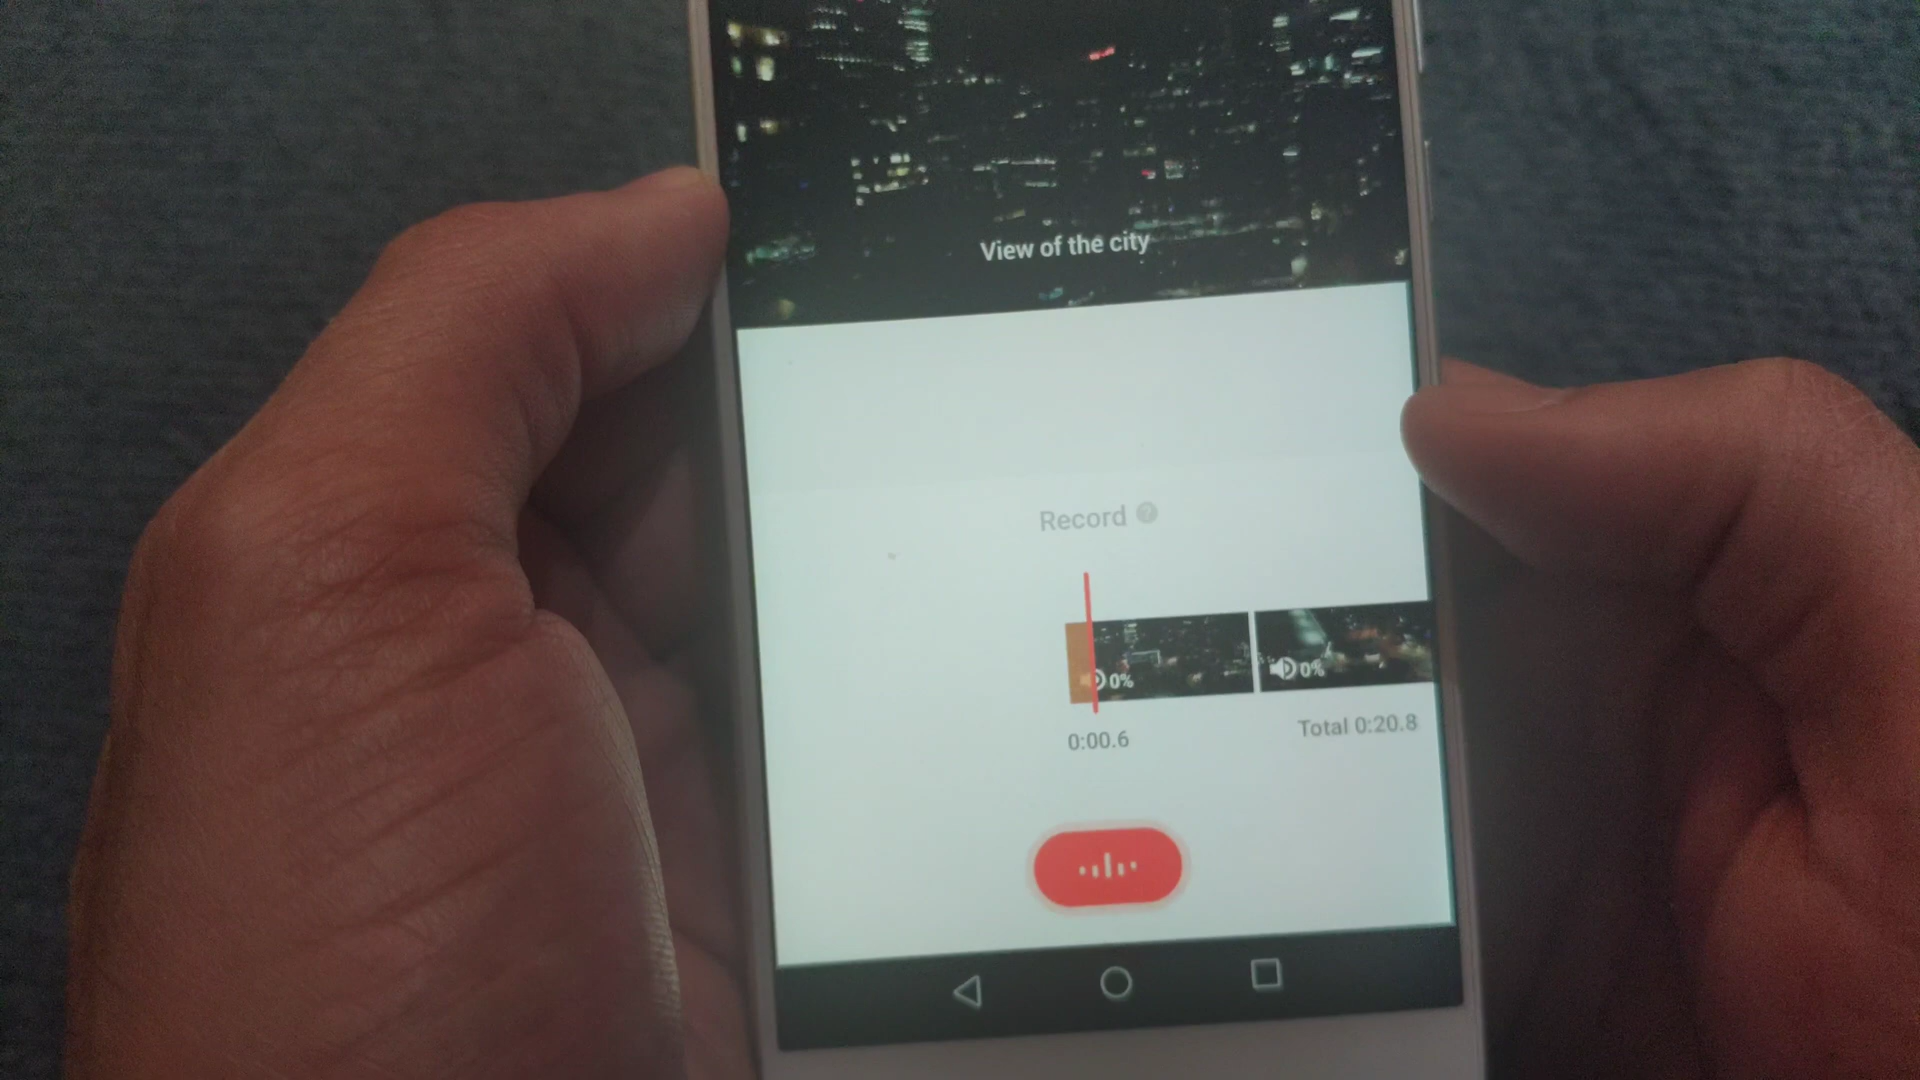 View of the city
Record ?
0%
0%
0:00.6
Total 0:20.8